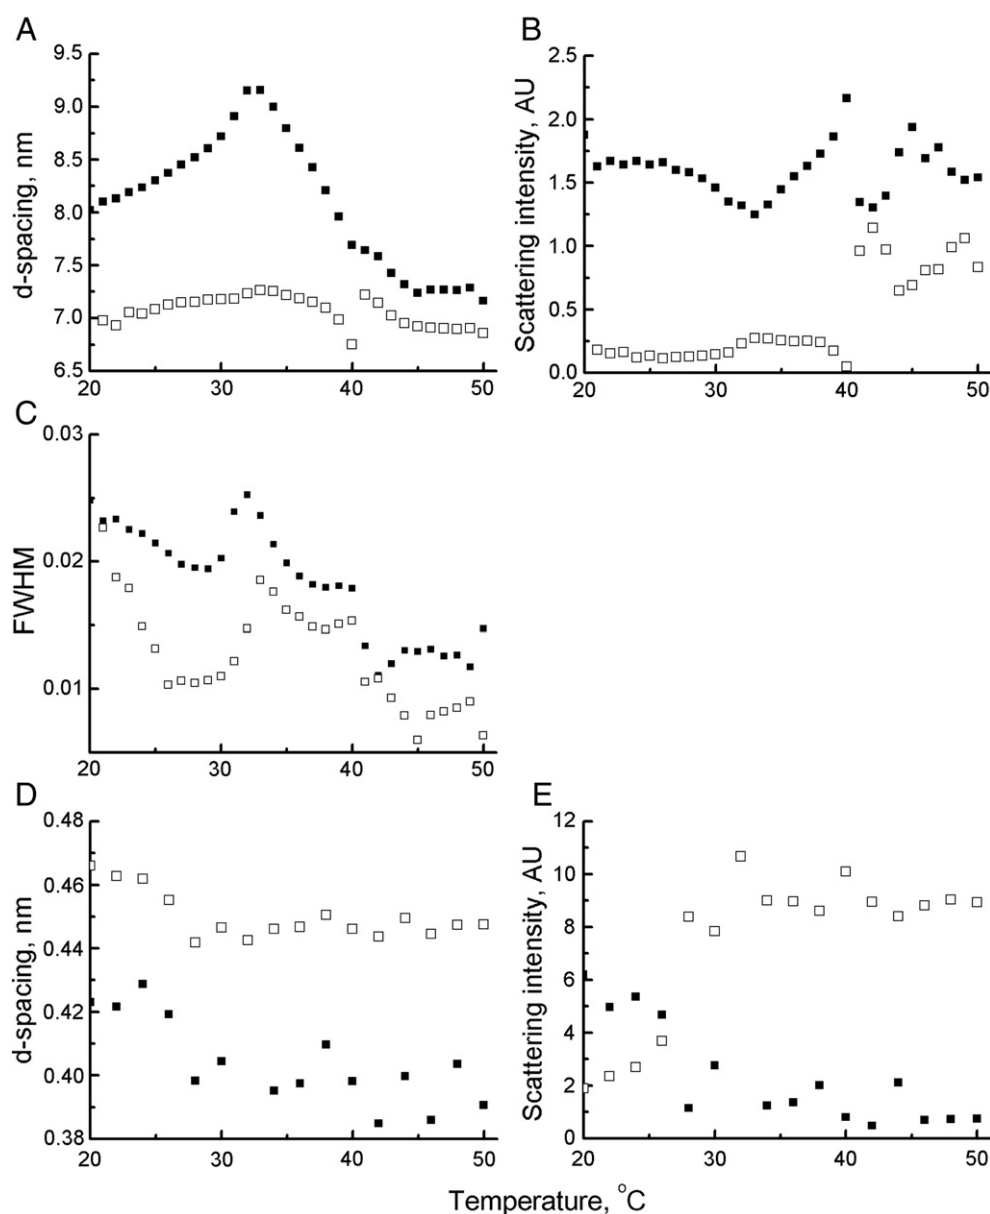 A
9.5
9.0
8.5
8.0
7.5
7.0
6.5
d-spacing, nm
20 30 40 50
B
2.5
2.0
1.5
1.0
0.5
0.0
Scattering intensity, AU
20 30 40 50
C
0.03
0.02
0.01
FWHM
20 30 40 50
D
0.48
0.46
0.44
0.42
0.40
0.38
d-spacing, nm
20 30 40 50
E
12
10
8
6
4
2
0
Scattering intensity, AU
20 30 40 50
Temperature, °C